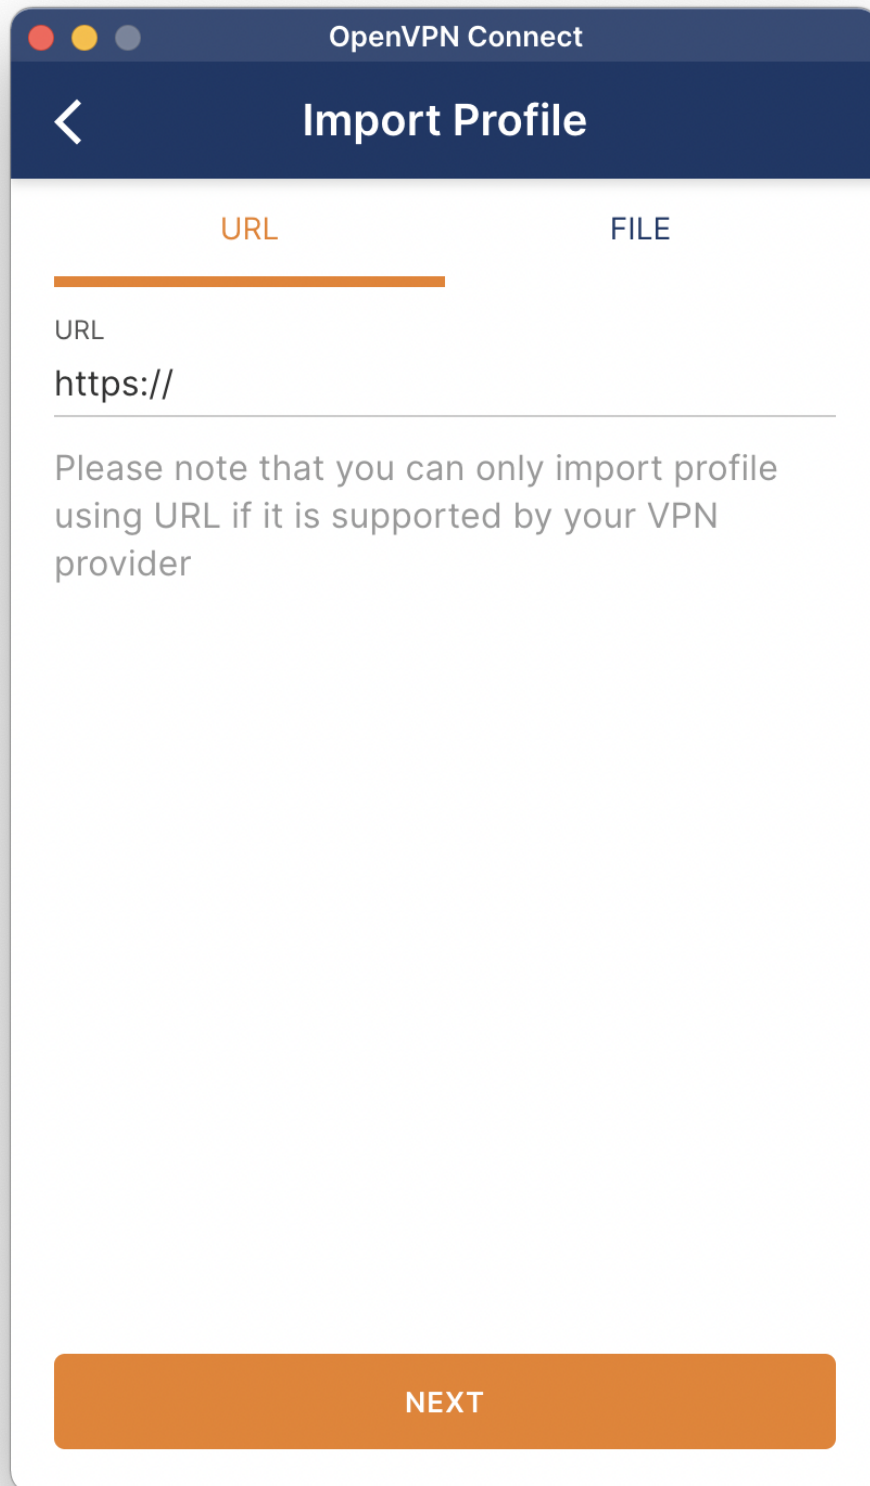 OpenVPN Connect
Import Profile
URL
FILE
URL
https://
Please note that you can only import profile
using URL if it is supported by your VPN
provider
NEXT